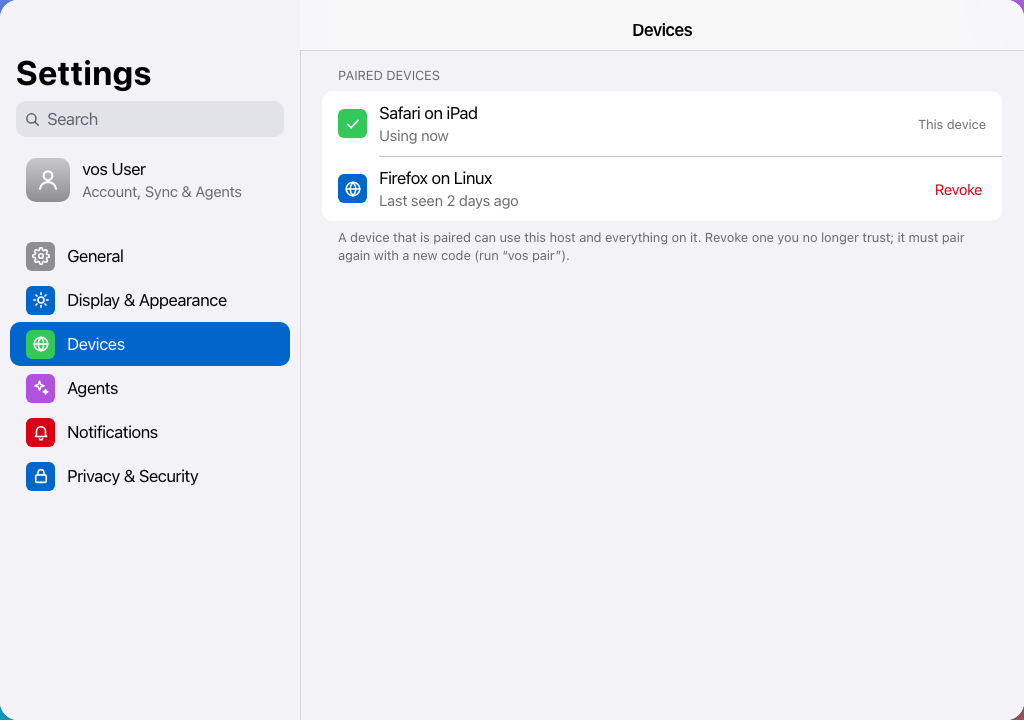 Devices
Settings
Search
vos User
Account, Sync & Agents
General
Display & Appearance
Devices
Agents
Notifications
Privacy & Security
PAIRED DEVICES
Safari on iPad
Using now
This device
Firefox on Linux
Last seen 2 days ago
Revoke
A device that is paired can use this host and everything on it. Revoke one you no longer trust; it must pair
again with a new code (run “vos pair”).